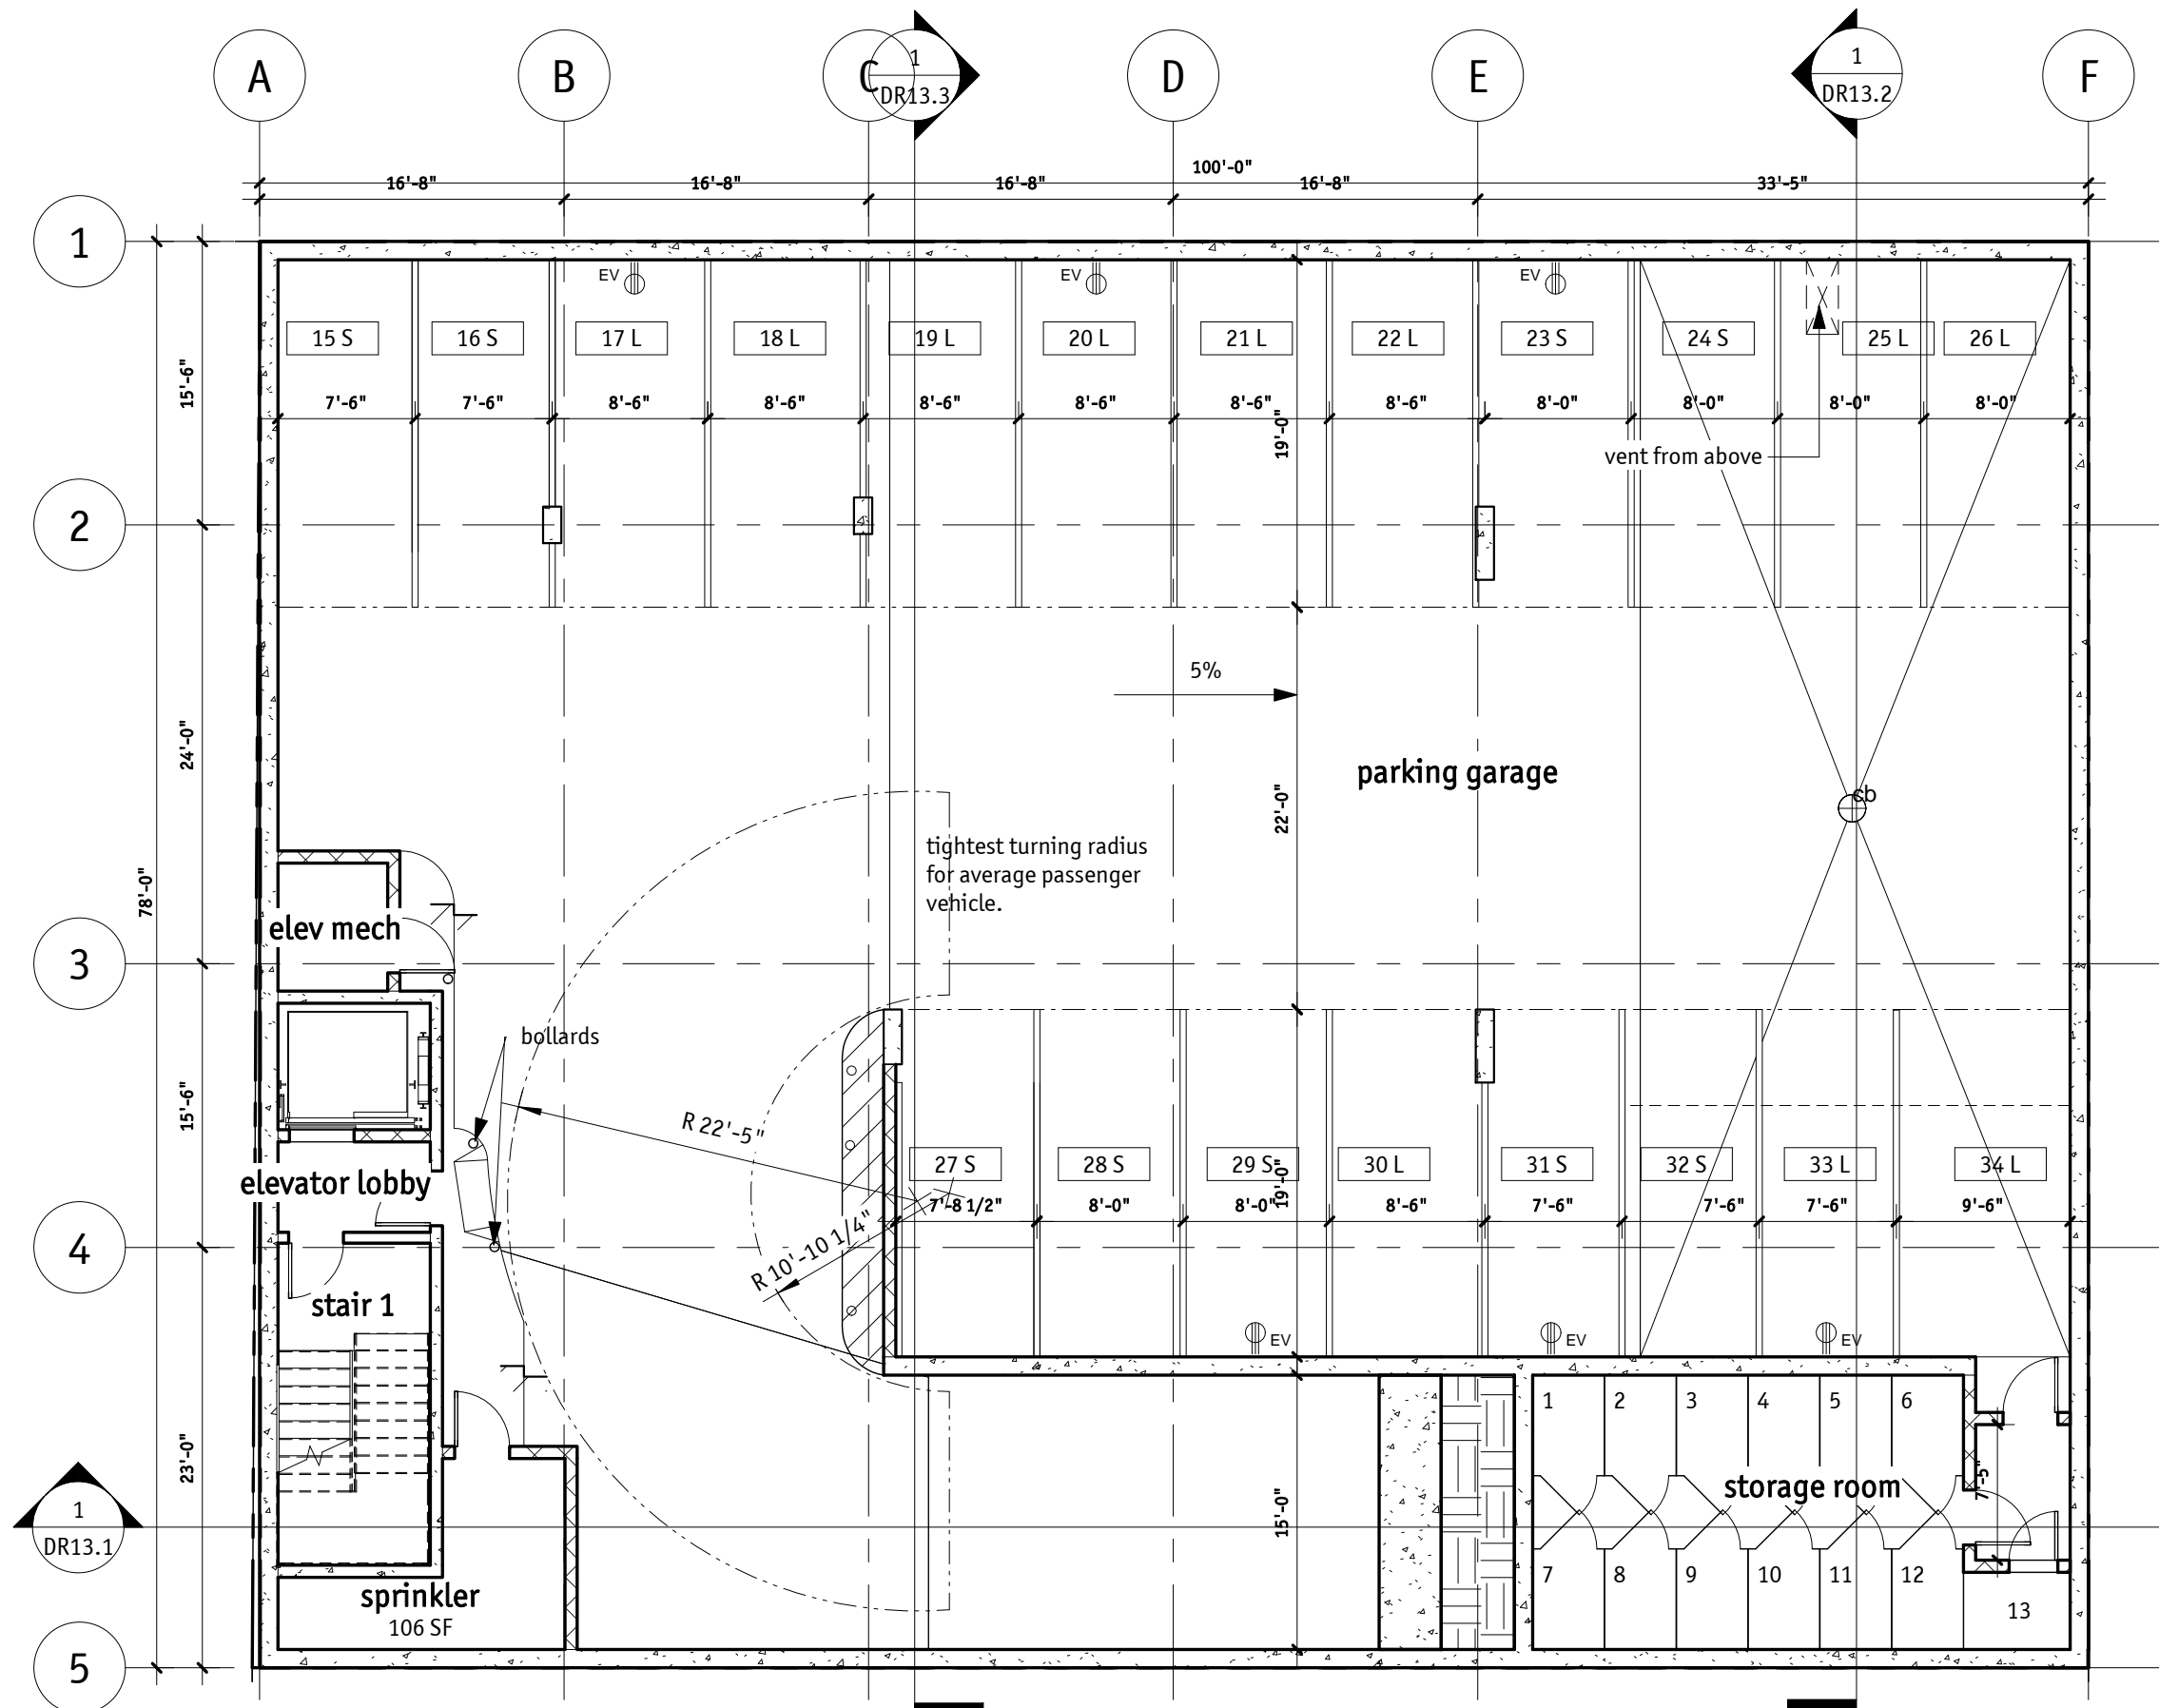 A
B
C
1
DR13.3
D
E
1
DR13.2
F
100'-0"
16'-8"
16'-8"
16'-8"
16'-8"
33'-5"
1
EV
EV
EV
15 S
16 S
17 L
18 L
19 L
20 L
21 L
22 L
23 S
24 S
25 L
26 L
15'-6"
7'-6"
7'-6"
8'-6"
8'-6"
8'-6"
8'-6"
8'-6"
8'-6"
8'-0"
8'-0"
8'-0"
8'-0"
19'-0"
vent from above
2
5%
24'-0"
parking garage
22'-0"
cb
tightest turning radius
for average passenger
vehicle.
78'-0"
elev mech
3
bollards
15'-6"
R 22'-5"
27 S
28 S
29 S
30 L
31 S
32 S
33 L
34 L
elevator lobby
19'-0"
7'-8 1/2"
8'-0"
8'-0"
8'-6"
7'-6"
7'-6"
7'-6"
9'-6"
4
R 10'-10 1/4"
stair 1
EV
EV
EV
1
2
3
4
5
6
23'-0"
storage room
7'-5"
1
DR13.1
15'-0"
7
8
9
10
11
12
13
sprinkler
106 SF
5